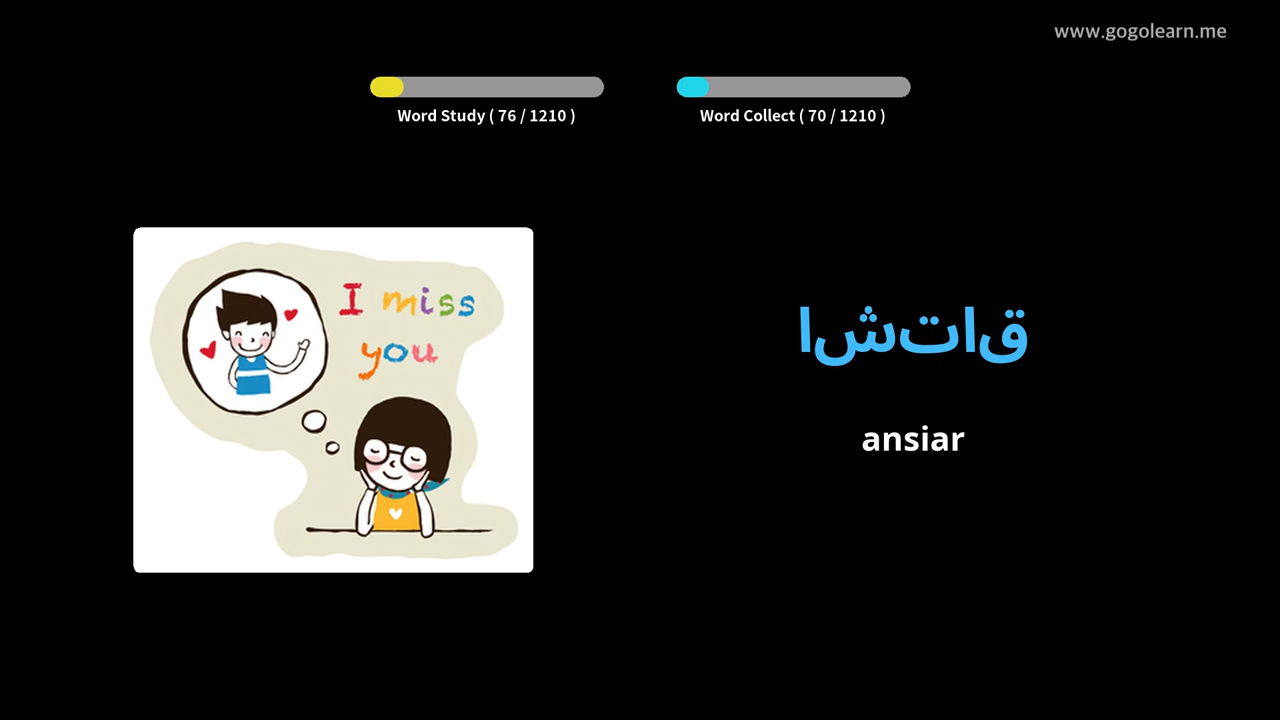 www.gogolearn.me
Word Study ( 76 / 1210 )
Word Collect ( 70 / 1210 )
I miss
you
اشتاق
ansiar